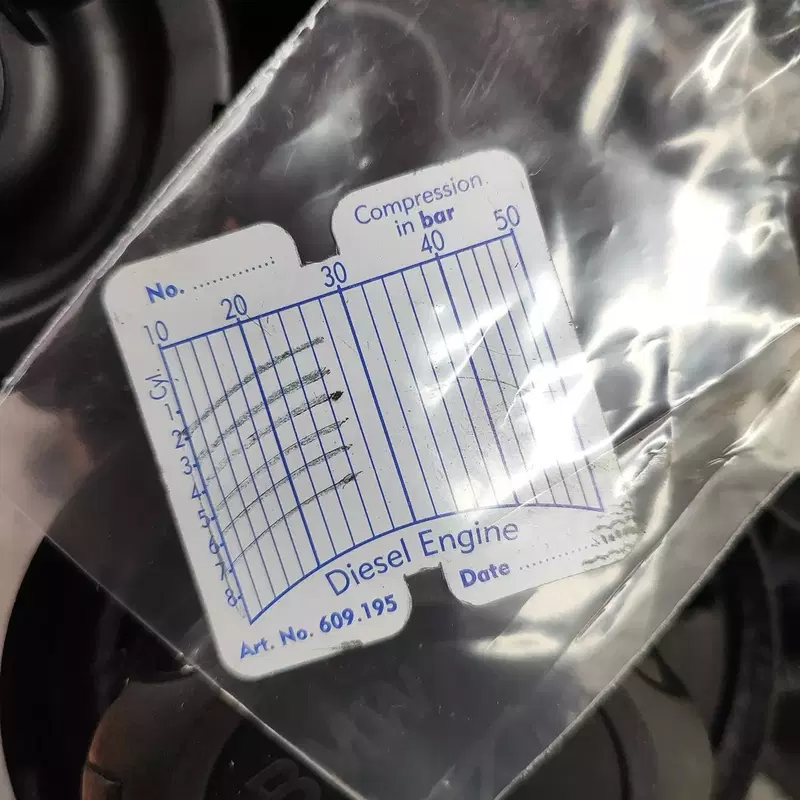 Compression
in bar
No. ..............
10 20 30 40 50
Cyl.
1
2
3
4
5
6
7
8
Diesel Engine
Date ..............
Art. No. 609.195
BMW